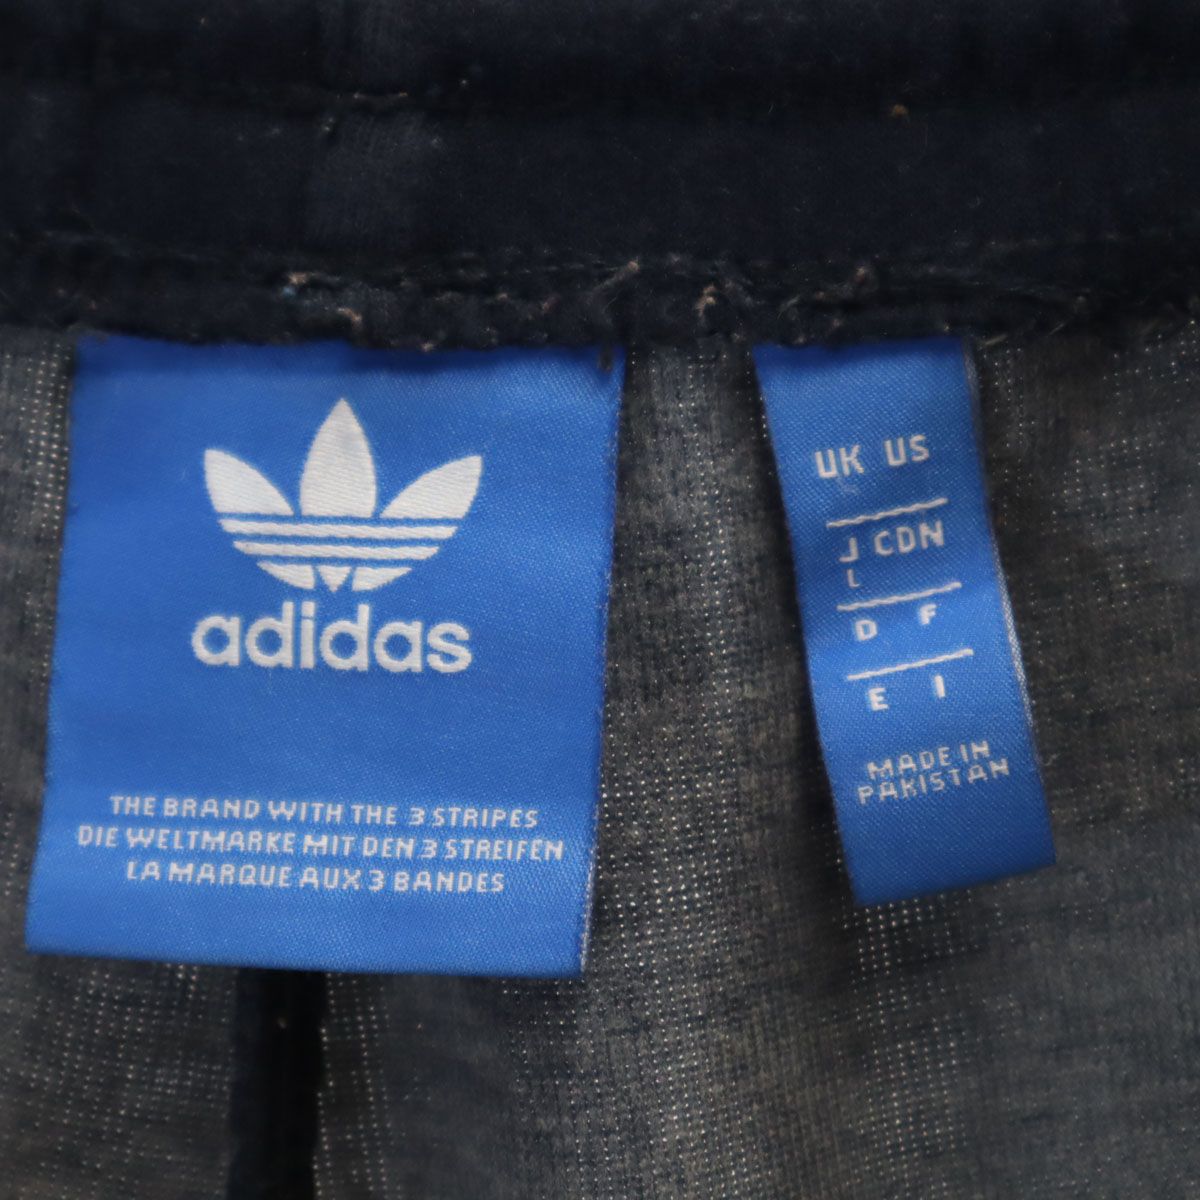 adidas
THE BRAND WITH THE 3 STRIPES
DIE WELTMARKE MIT DEN 3 STREIFEN
LA MARQUE AUX 3 BANDES
UK US
J CDN
L
D F
E I
MADE IN
PAKISTAN